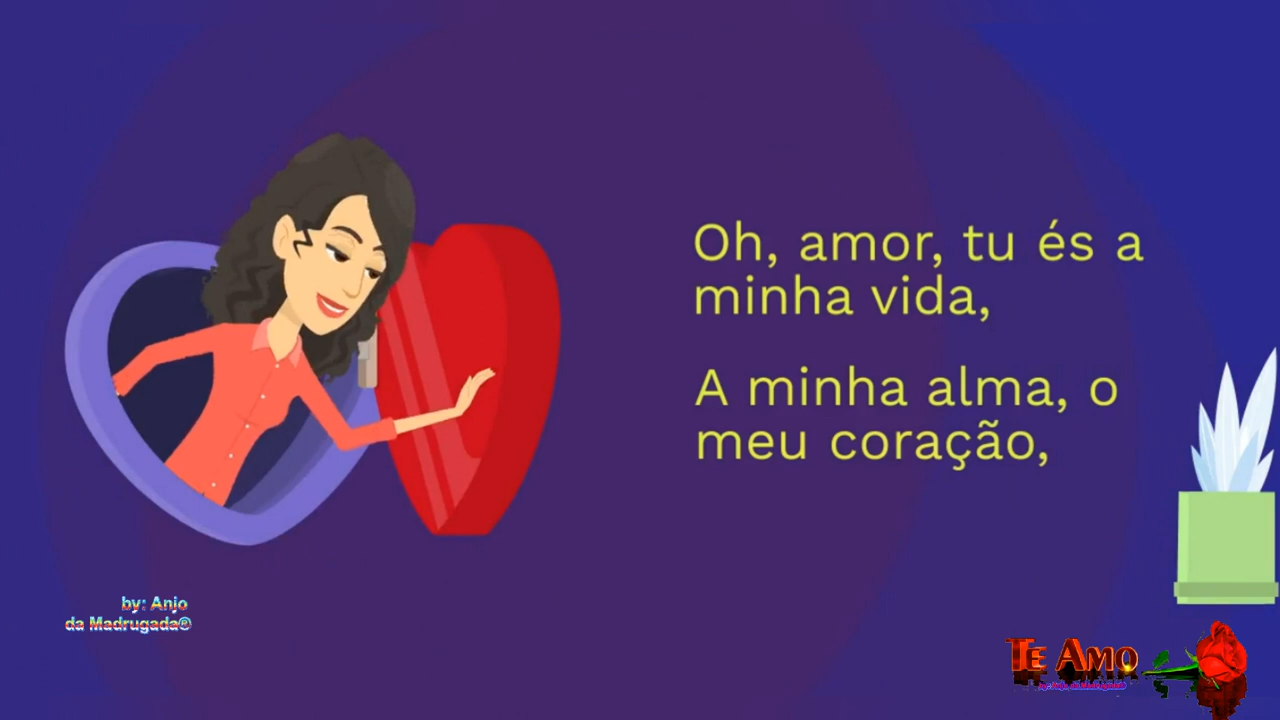 Oh, amor, tu és a
minha vida,
A minha alma, o
meu coração,
by: Anjo
da Madrugada®
TE AMO